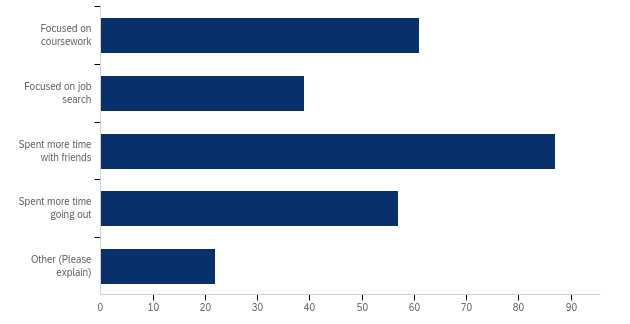 Focused on
coursework
Focused on job
search
Spent more time
with friends
Spent more time
going out
Other (Please
explain)
0 10 20 30 40 50 60 70 80 90